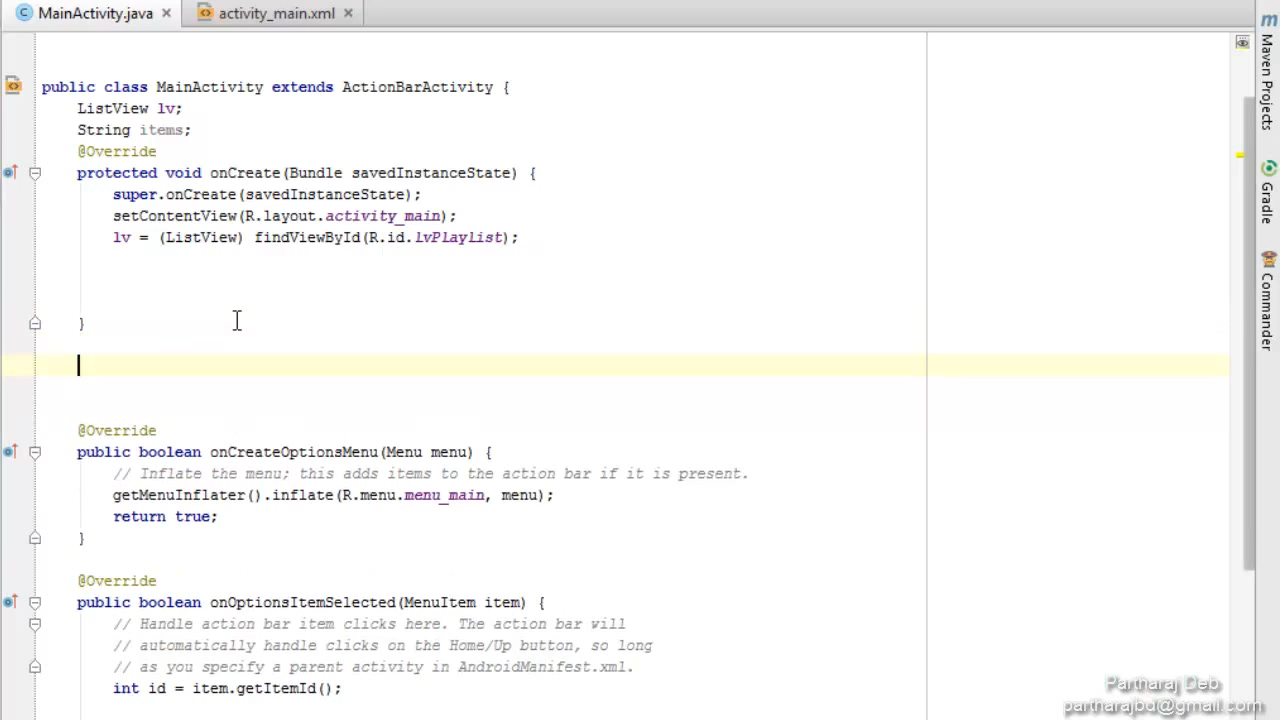 MainActivity.java
activity_main.xml
public class MainActivity extends ActionBarActivity {
ListView lv;
String items;
@Override
protected void onCreate(Bundle savedInstanceState) {
super.onCreate(savedInstanceState);
setContentView(R.layout.activity_main);
lv = (ListView) findViewById(R.id.lvPlaylist);
}
@Override
public boolean onCreateOptionsMenu(Menu menu) {
// Inflate the menu; this adds items to the action bar if it is present.
getMenuInflater().inflate(R.menu.menu_main, menu);
return true;
}
@Override
public boolean onOptionsItemSelected(MenuItem item) {
// Handle action bar item clicks here. The action bar will
// automatically handle clicks on the Home/Up button, so long
// as you specify a parent activity in AndroidManifest.xml.
int id = item.getItemId();
Maven Projects
Gradle
Commander
Partharaj Deb
partharajbd@gmail.com